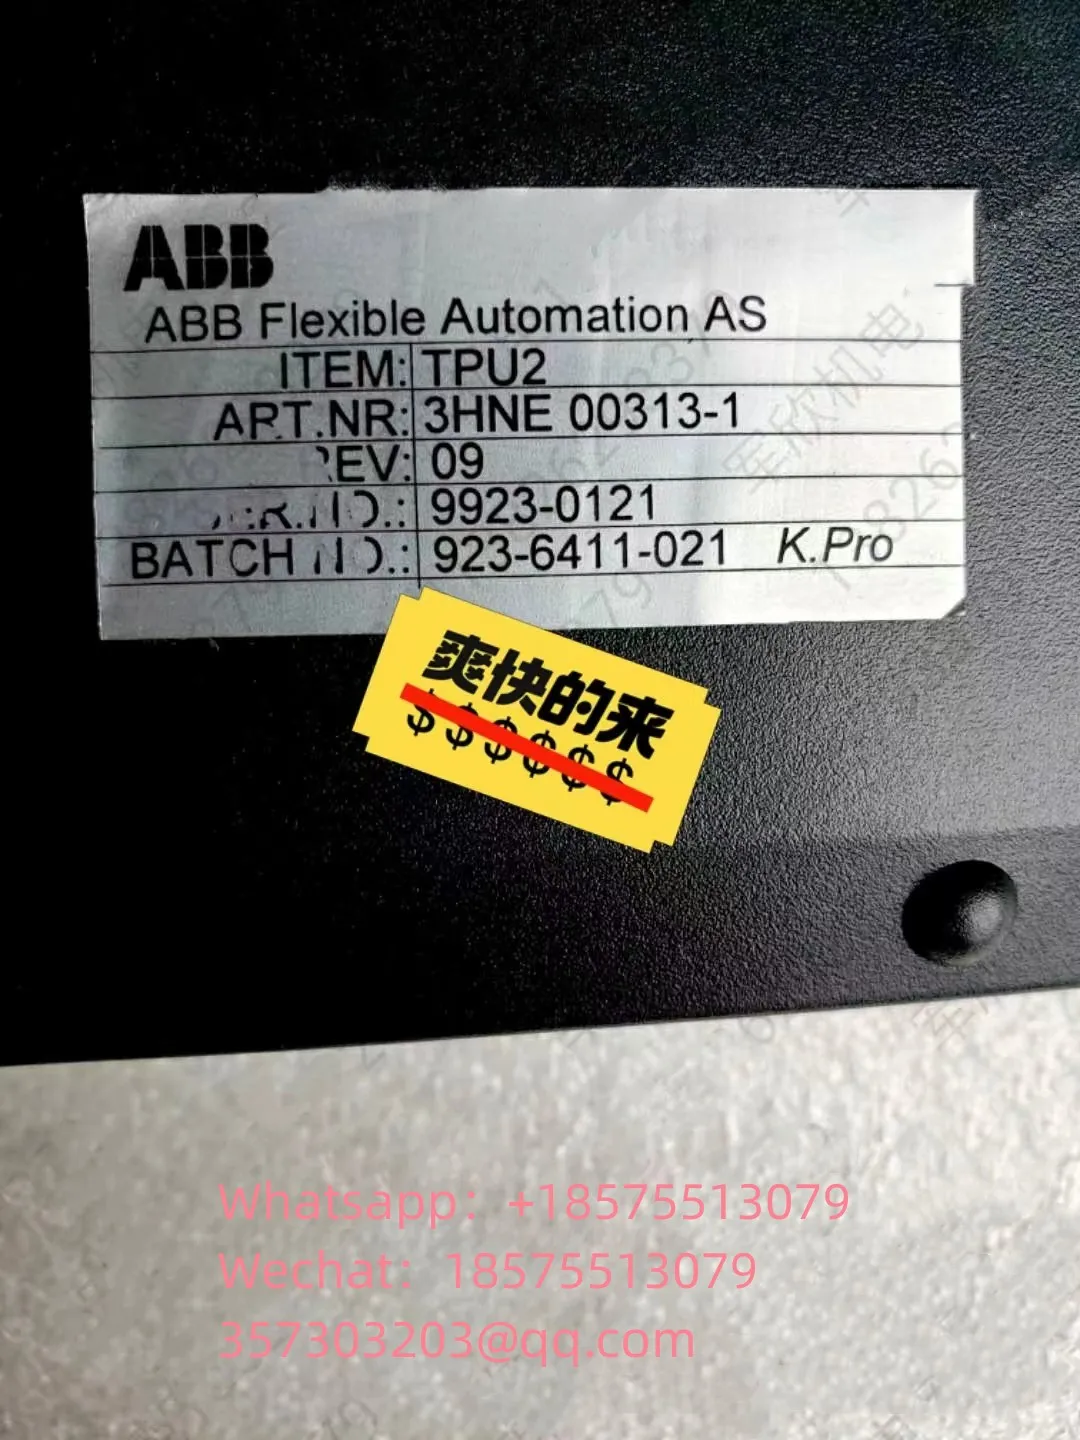 ABB
ABB Flexible Automation AS
ITEM: TPU2
ART.NR: 3HNE 00313-1
REV: 09
9923-0121
BATCH NO.: 923-6411-021 K.Pro
爽快的来
$$$$$$
Whatsapp：+18575513079
Wechat：18575513079
357303203@qq.com